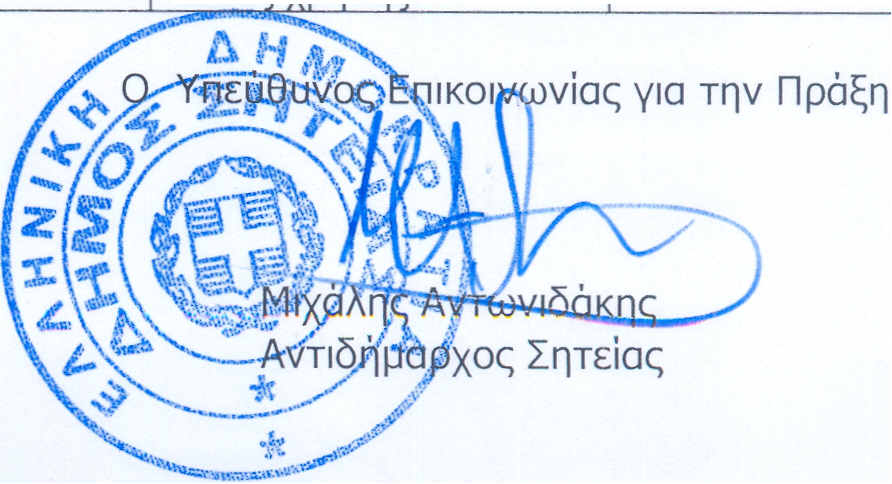 Ο Υπεύθυνος Επικοινωνίας για την Πράξη
ΕΛΛΗΝΙΚΗ ΔΗΜΟΚΡΑΤΙΑ
ΔΗΜΟΣ ΣΗΤΕΙΑΣ
Μιχάλης Αντωνιδάκης
Αντιδήμαρχος Σητείας